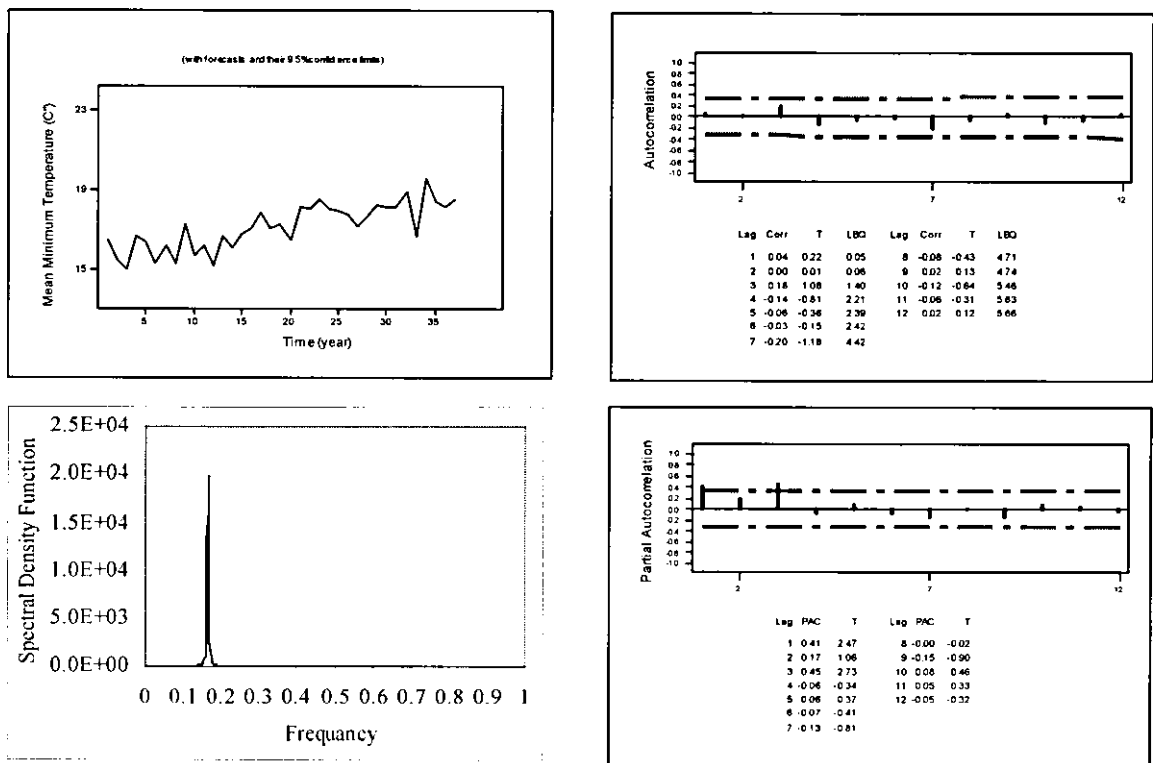 (with forecasts and their 95% confidence limits)
Mean Minimum Temperature (C°)
23
19
15
5 10 15 20 25 30 35
Time (year)
Autocorrelation
1.0
0.8
0.6
0.4
0.2
0.0
-0.2
-0.4
-0.6
-0.8
-1.0
2 7 12
Lag Corr T LBQ Lag Corr T LBQ
1 0.04 0.22 0.05 8 -0.08 -0.43 4.71
2 0.00 0.01 0.06 9 0.02 0.13 4.74
3 0.18 1.08 1.40 10 -0.12 -0.64 5.46
4 -0.14 -0.81 2.21 11 -0.06 -0.31 5.63
5 -0.06 -0.36 2.39 12 0.02 0.12 5.66
6 -0.03 -0.15 2.42
7 -0.20 -1.18 4.42
Spectral Density Function
2.5E+04
2.0E+04
1.5E+04
1.0E+04
5.0E+03
0.0E+00
0 0.1 0.2 0.3 0.4 0.5 0.6 0.7 0.8 0.9 1
Frequancy
Partial Autocorrelation
1.0
0.8
0.6
0.4
0.2
0.0
-0.2
-0.4
-0.6
-0.8
-1.0
2 7 12
Lag PAC T Lag PAC T
1 0.41 2.47 8 -0.00 -0.02
2 0.17 1.06 9 -0.15 -0.90
3 0.45 2.73 10 0.08 0.46
4 -0.06 -0.34 11 0.05 0.33
5 0.06 0.37 12 -0.05 -0.32
6 -0.07 -0.41
7 -0.13 -0.81